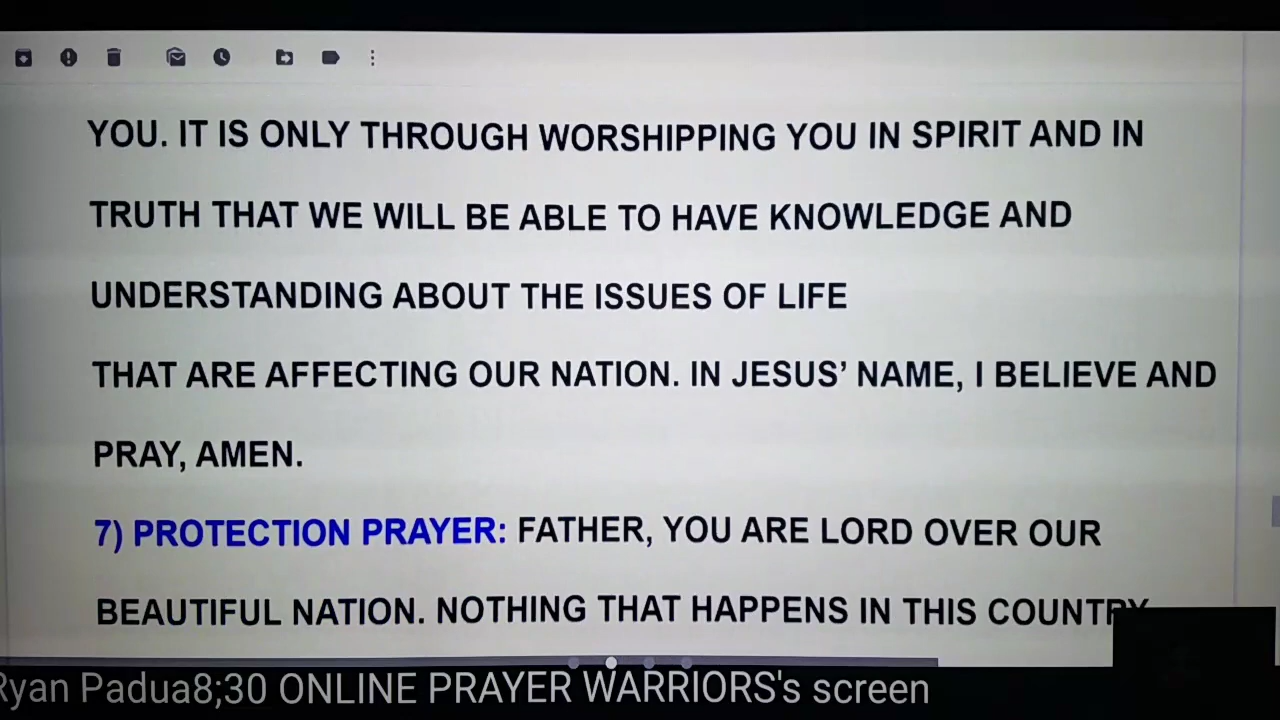 YOU. IT IS ONLY THROUGH WORSHIPPING YOU IN SPIRIT AND IN
TRUTH THAT WE WILL BE ABLE TO HAVE KNOWLEDGE AND
UNDERSTANDING ABOUT THE ISSUES OF LIFE
THAT ARE AFFECTING OUR NATION. IN JESUS’ NAME, I BELIEVE AND
PRAY, AMEN.
7) PROTECTION PRAYER: FATHER, YOU ARE LORD OVER OUR
BEAUTIFUL NATION. NOTHING THAT HAPPENS IN THIS COUNTRY
Ryan Padua8;30 ONLINE PRAYER WARRIORS's screen